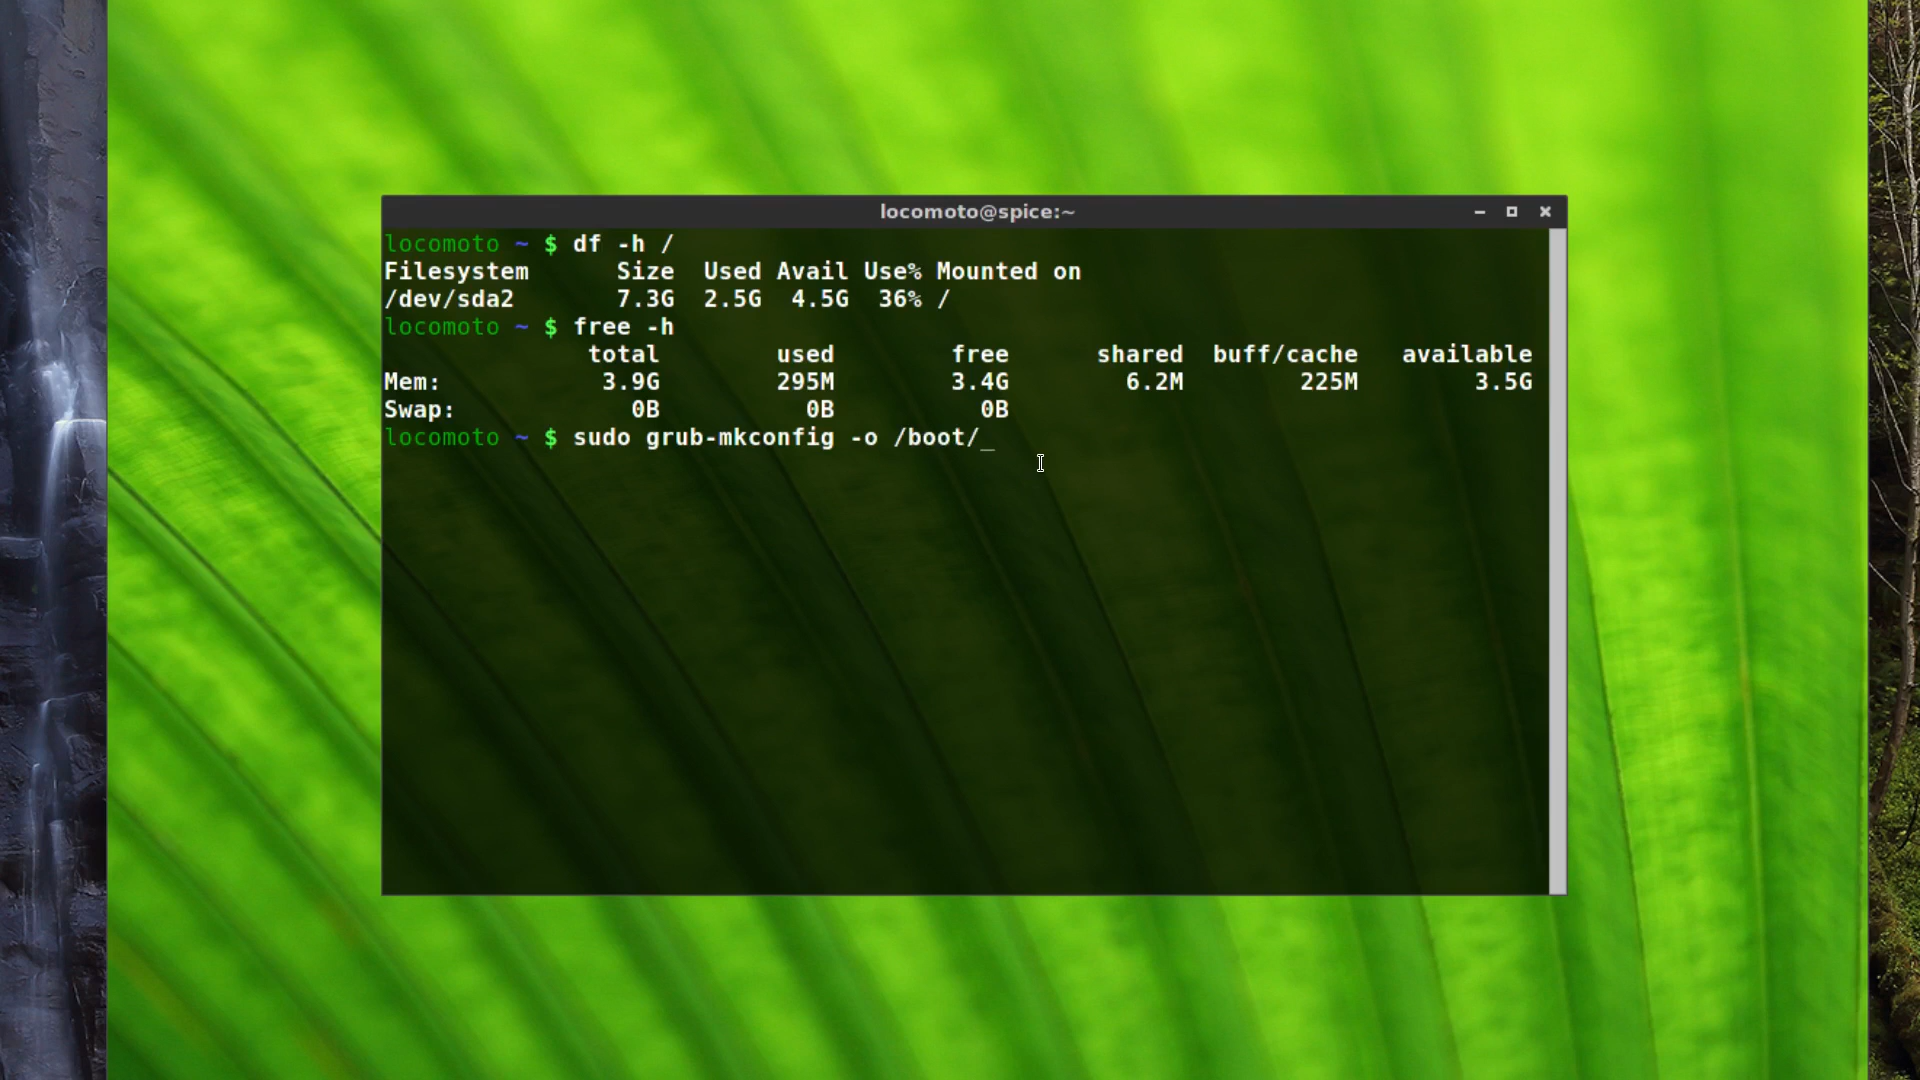 locomoto@spice:~
locomoto ~ $ df -h /
Filesystem      Size  Used Avail Use% Mounted on
/dev/sda2       7.3G  2.5G  4.5G  36% /
locomoto ~ $ free -h
              total        used        free      shared  buff/cache   available
Mem:           3.9G        295M        3.4G        6.2M        225M        3.5G
Swap:            0B          0B          0B
locomoto ~ $ sudo grub-mkconfig -o /boot/_